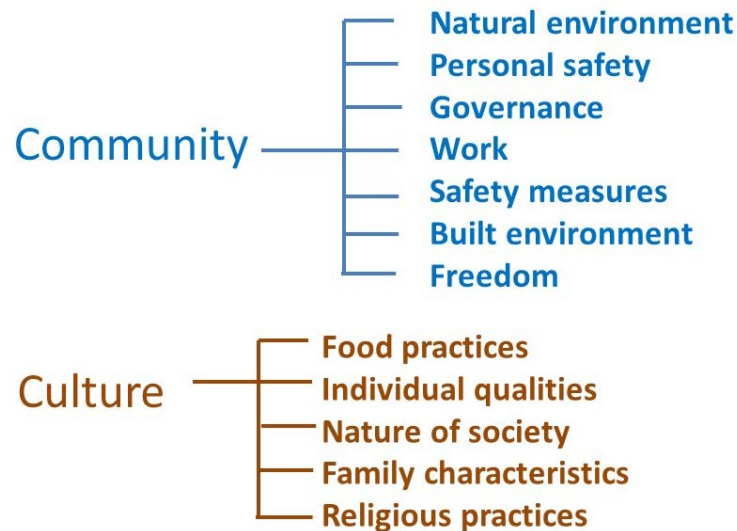 Community
Natural environment
Personal safety
Governance
Work
Safety measures
Built environment
Freedom
Culture
Food practices
Individual qualities
Nature of society
Family characteristics
Religious practices